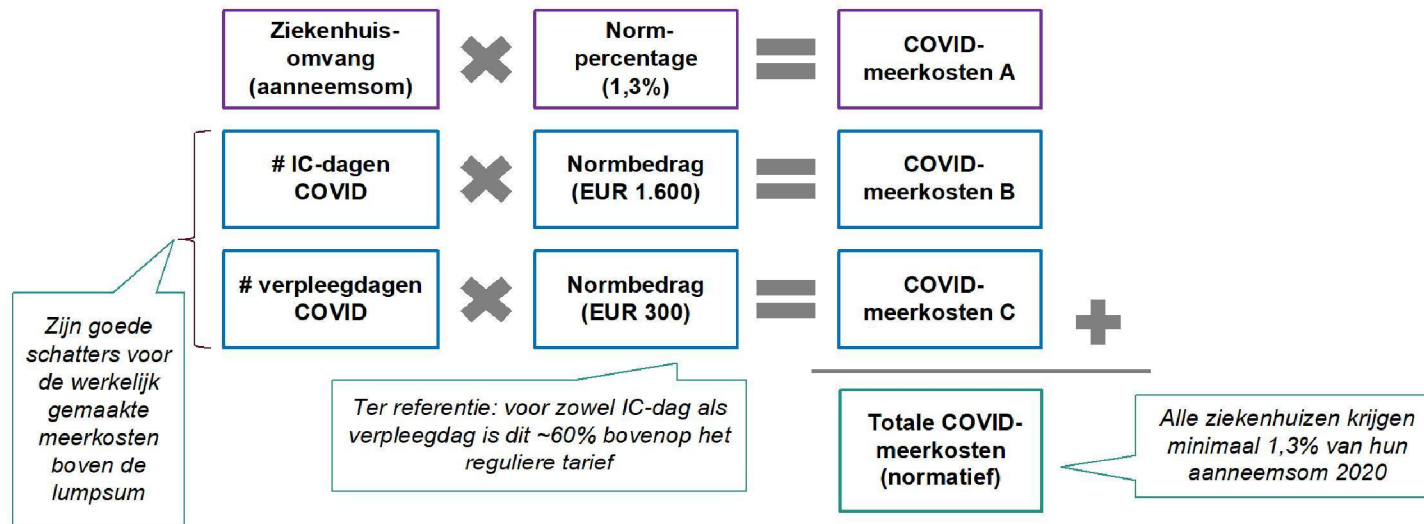 Ziekenhuis-
omvang
(aanneemsom)
Norm-
percentage
(1,3%)
COVID-
meerkosten A
# IC-dagen
COVID
Normbedrag
(EUR 1.600)
COVID-
meerkosten B
# verpleegdagen
COVID
Normbedrag
(EUR 300)
COVID-
meerkosten C
Zijn goede
schatters voor
de werkelijk
gemaakte
meerkosten
boven de
lumpsum
Ter referentie: voor zowel IC-dag als
verpleegdag is dit ~60% bovenop het
reguliere tarief
Totale COVID-
meerkosten
(normatief)
Alle ziekenhuizen krijgen
minimaal 1,3% van hun
aanneemsom 2020